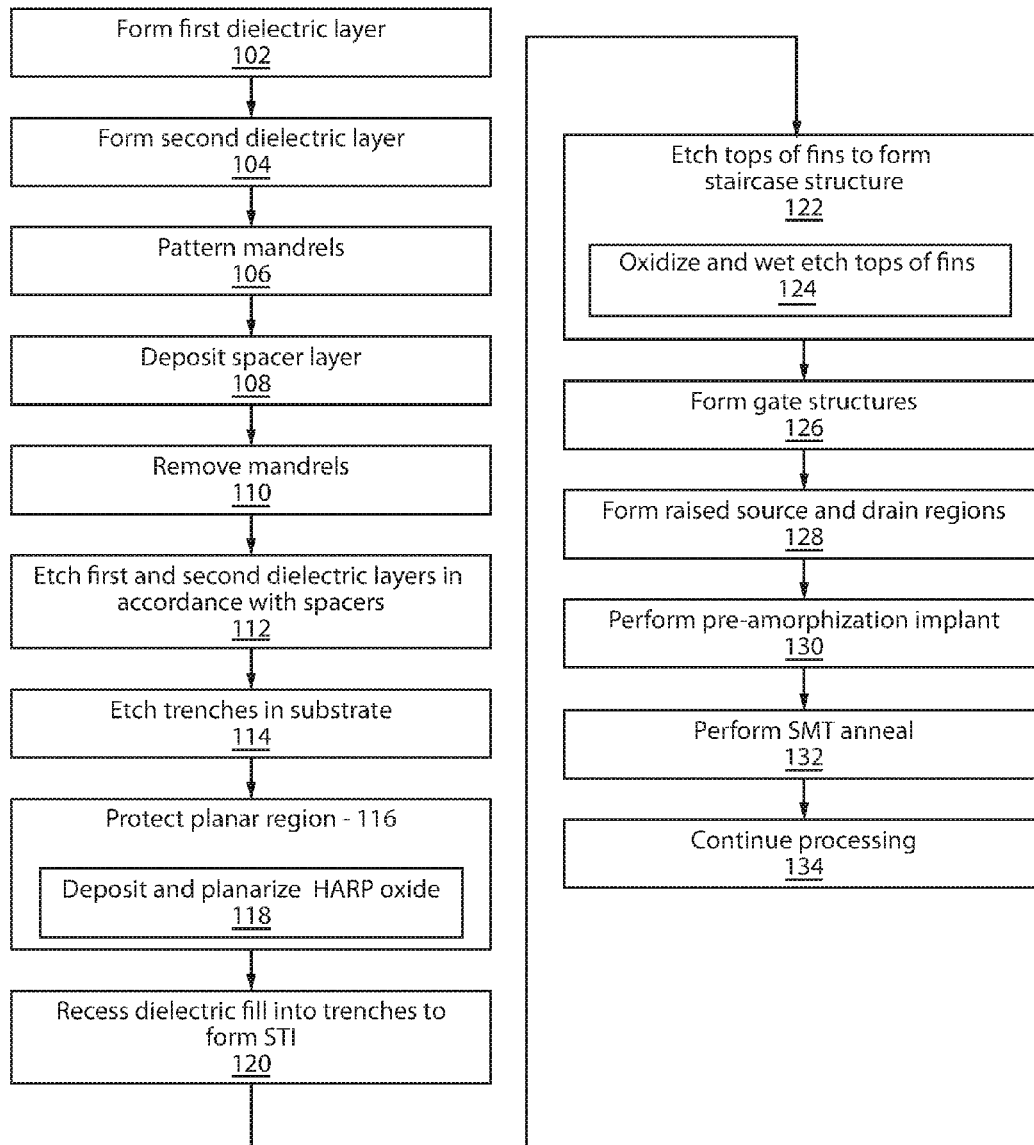 Form first dielectric layer
102
Form second dielectric layer
104
Pattern mandrels
106
Deposit spacer layer
108
Remove mandrels
110
Etch first and second dielectric layers in
accordance with spacers
112
Etch trenches in substrate
114
Protect planar region - 116
Deposit and planarize HARP oxide
118
Recess dielectric fill into trenches to
form STI
120
Etch tops of fins to form
staircase structure
122
Oxidize and wet etch tops of fins
124
Form gate structures
126
Form raised source and drain regions
128
Perform pre-amorphization implant
130
Perform SMT anneal
132
Continue processing
134